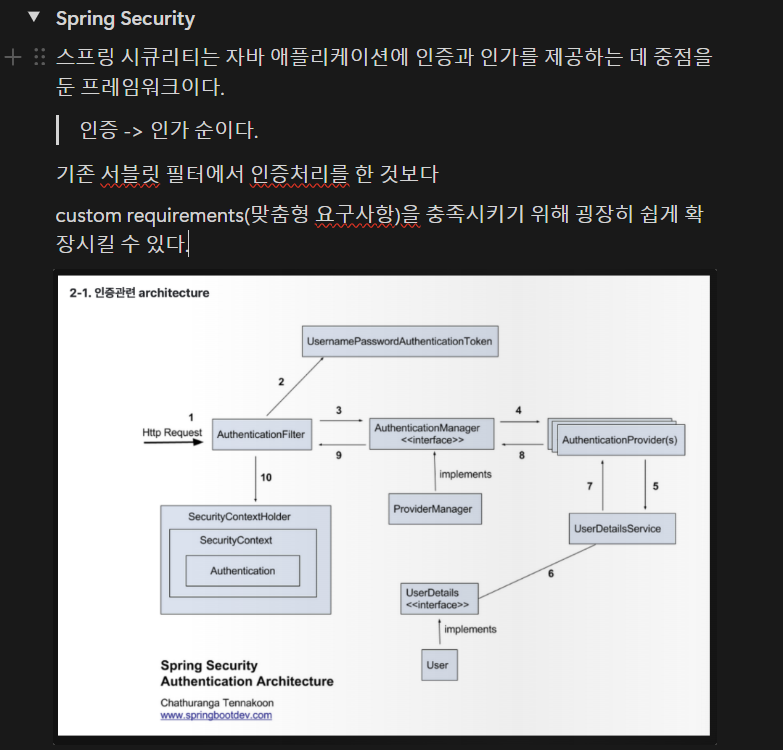 Spring Security
스프링 시큐리티는 자바 애플리케이션에 인증과 인가를 제공하는 데 중점을
둔 프레임워크이다.
인증 -> 인가 순이다.
기존 서블릿 필터에서 인증처리를 한 것보다
custom requirements(맞춤형 요구사항)을 충족시키기 위해 굉장히 쉽게 확
장시킬 수 있다.
2-1. 인증관련 architecture
UsernamePasswordAuthenticationToken
2
1
Http Request
AuthenticationFilter
3
9
AuthenticationManager
<<interface>>
4
8
AuthenticationProvider(s)
10
implements
7
5
SecurityContextHolder
SecurityContext
Authentication
ProviderManager
UserDetailsService
6
UserDetails
<<interface>>
implements
User
Spring Security
Authentication Architecture
Chathuranga Tennakoon
www.springbootdev.com